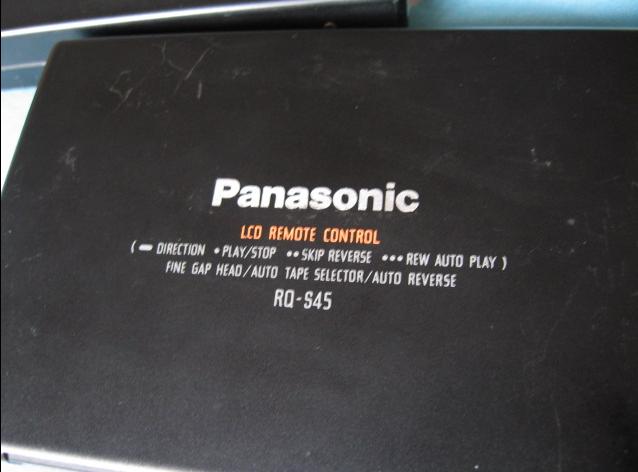 Panasonic
LCD REMOTE CONTROL
(━ DIRECTION •PLAY/STOP ••SKIP REVERSE •••REW AUTO PLAY)
FINE GAP HEAD/AUTO TAPE SELECTOR/AUTO REVERSE
RQ-S45